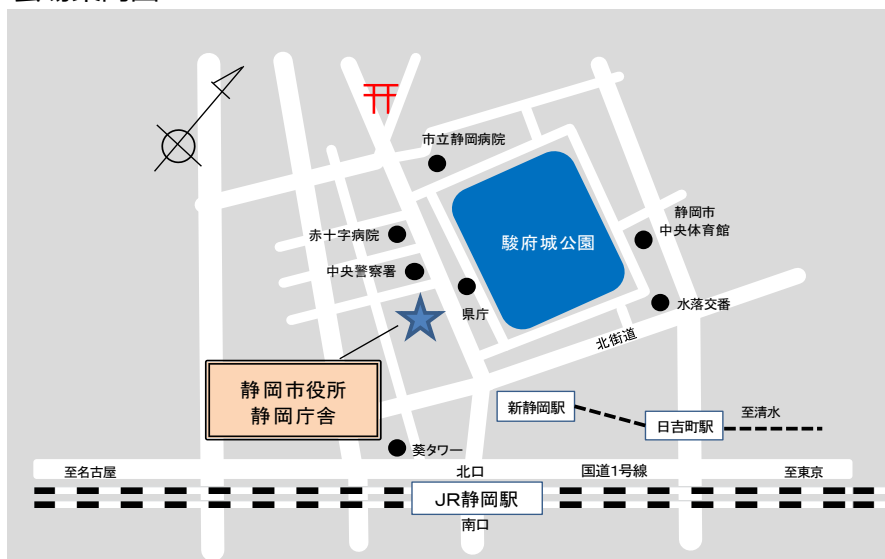 市立静岡病院
静岡市
中央体育館
赤十字病院
駿府城公園
中央警察署
県庁
水落交番
北街道
静岡市役所
静岡庁舎
新静岡駅
日吉町駅
至清水
葵タワー
至名古屋
北口
国道1号線
至東京
JR静岡駅
南口